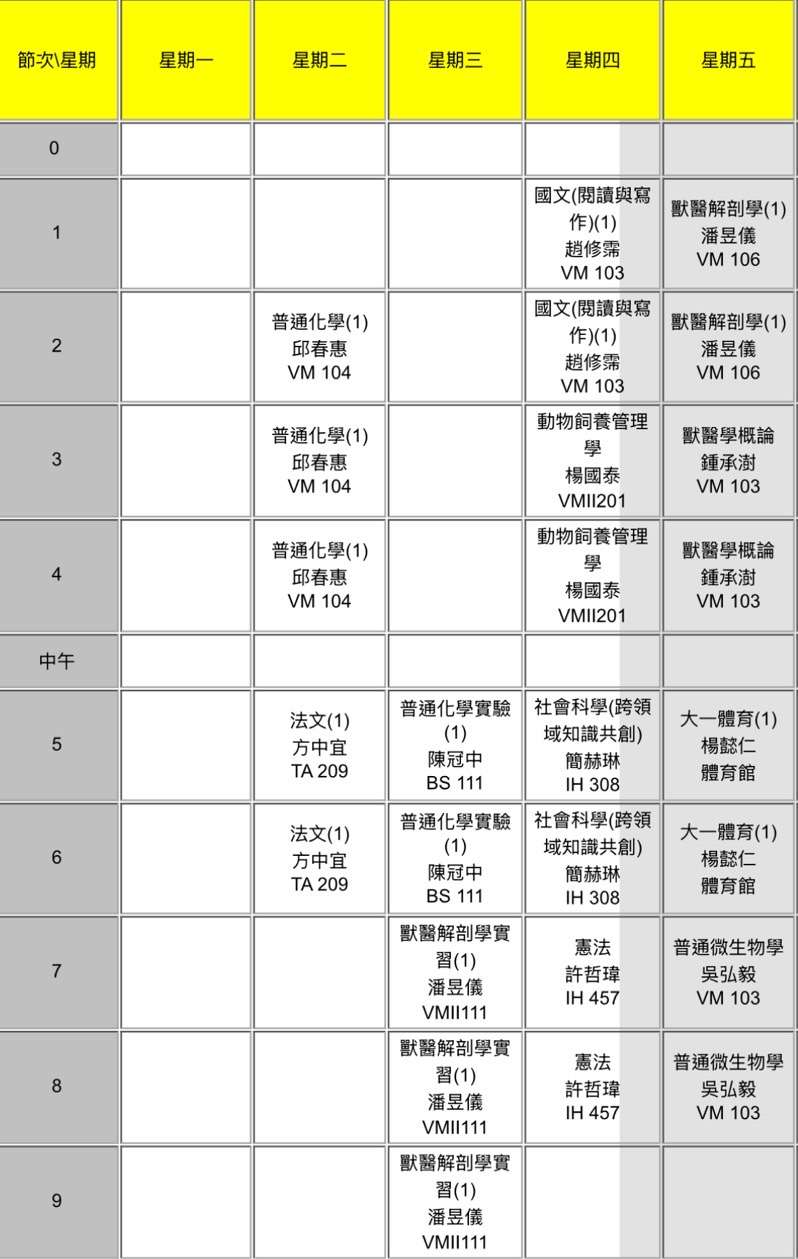 節次\星期 星期一 星期二 星期三 星期四 星期五
0
1
國文(閱讀與寫
作)(1)
趙修霈
VM 103
獸醫解剖學(1)
潘昱儀
VM 106
2
普通化學(1)
邱春惠
VM 104
國文(閱讀與寫
作)(1)
趙修霈
VM 103
獸醫解剖學(1)
潘昱儀
VM 106
3
普通化學(1)
邱春惠
VM 104
動物飼養管理
學
楊國泰
VMII201
獸醫學概論
鍾承澍
VM 103
4
普通化學(1)
邱春惠
VM 104
動物飼養管理
學
楊國泰
VMII201
獸醫學概論
鍾承澍
VM 103
中午
5
法文(1)
方中宜
TA 209
普通化學實驗
(1)
陳冠中
BS 111
社會科學(跨領
域知識共創)
簡赫琳
IH 308
大一體育(1)
楊懿仁
體育館
6
法文(1)
方中宜
TA 209
普通化學實驗
(1)
陳冠中
BS 111
社會科學(跨領
域知識共創)
簡赫琳
IH 308
大一體育(1)
楊懿仁
體育館
7
獸醫解剖學實
習(1)
潘昱儀
VMII111
憲法
許哲瑋
IH 457
普通微生物學
吳弘毅
VM 103
8
獸醫解剖學實
習(1)
潘昱儀
VMII111
憲法
許哲瑋
IH 457
普通微生物學
吳弘毅
VM 103
9
獸醫解剖學實
習(1)
潘昱儀
VMII111